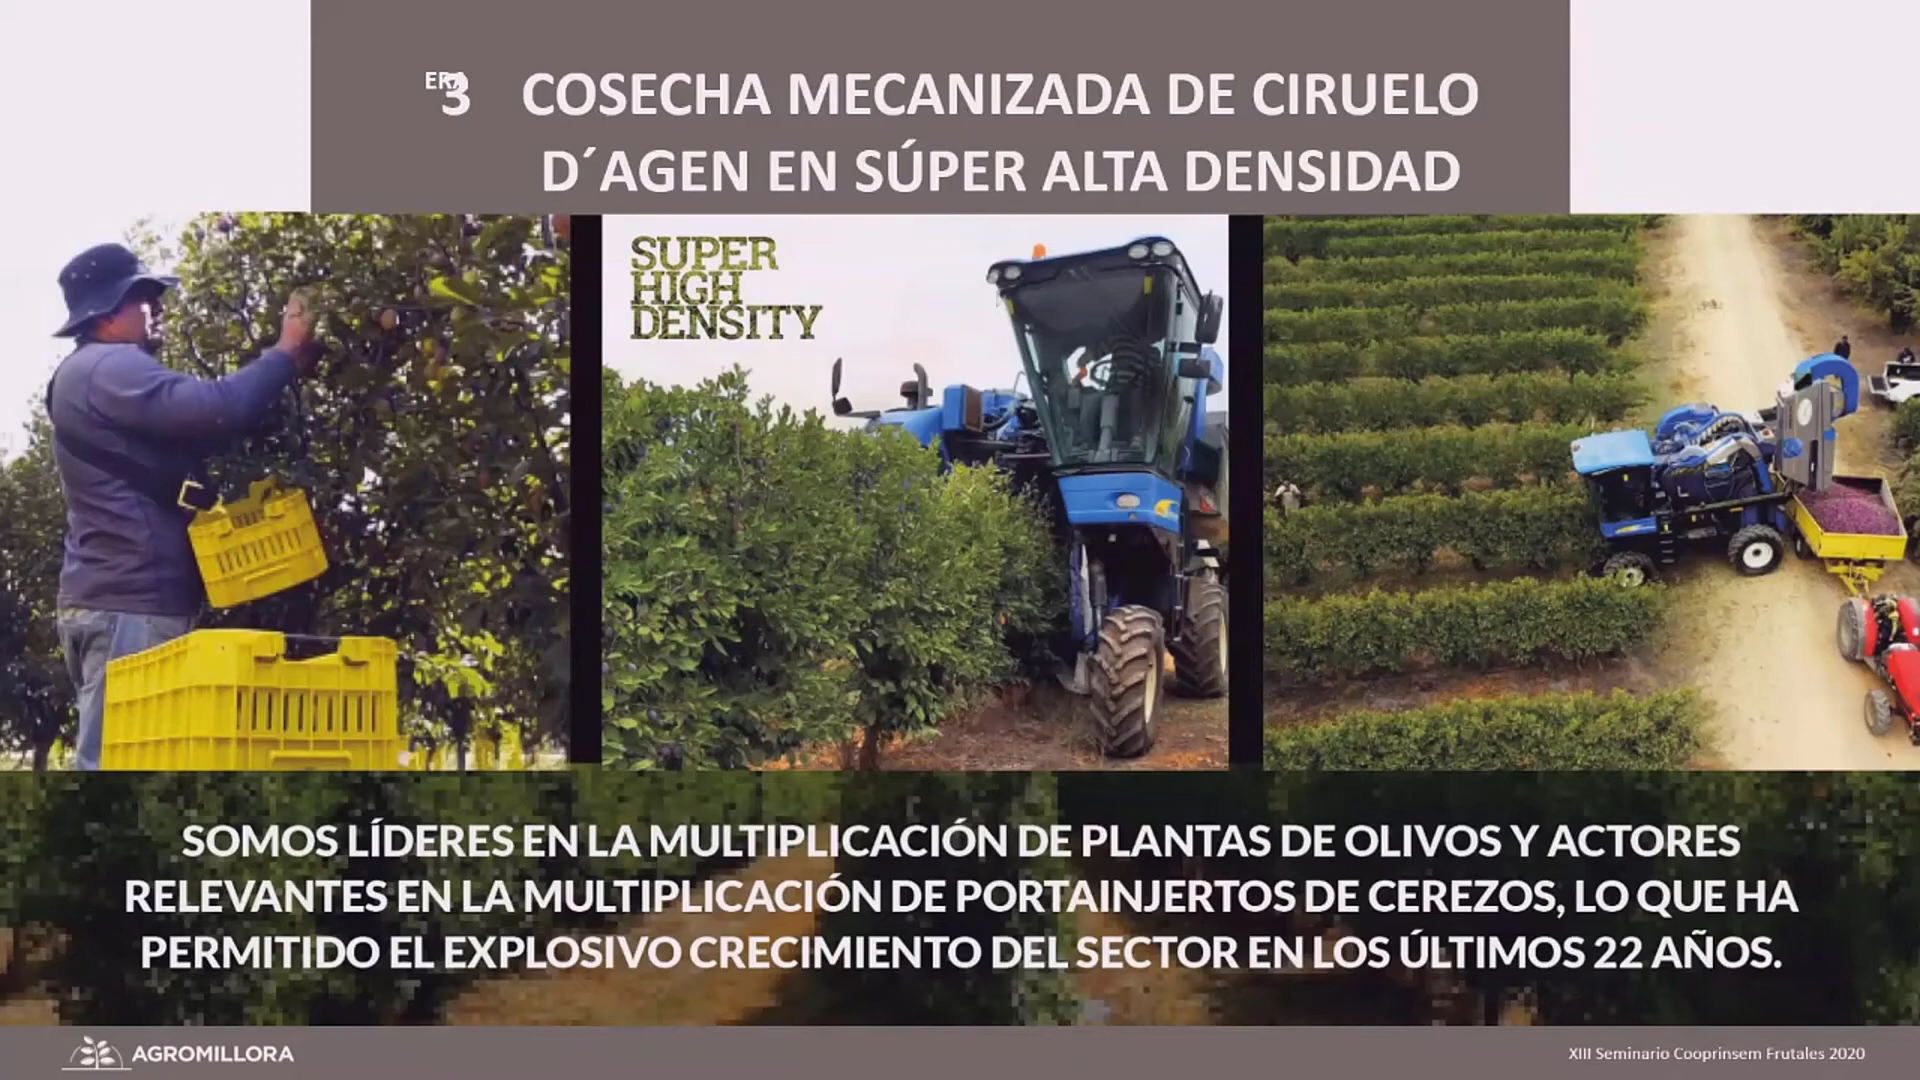 ERA
3 COSECHA MECANIZADA DE CIRUELO
D´AGEN EN SÚPER ALTA DENSIDAD
SUPER
HIGH
DENSITY
SOMOS LÍDERES EN LA MULTIPLICACIÓN DE PLANTAS DE OLIVOS Y ACTORES
RELEVANTES EN LA MULTIPLICACIÓN DE PORTAINJERTOS DE CEREZOS, LO QUE HA
PERMITIDO EL EXPLOSIVO CRECIMIENTO DEL SECTOR EN LOS ÚLTIMOS 22 AÑOS.
AGROMILLORA
XIII Seminario Cooprinsem Frutales 2020